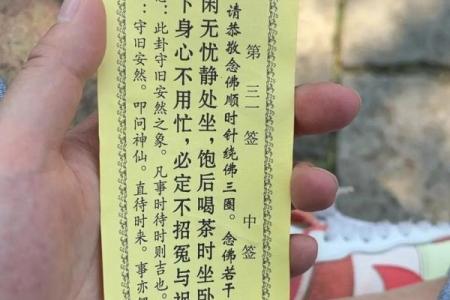 第三一签 中签
请恭敬念佛顺时针绕佛三圈。念佛若干
闲无忧静处坐,饱后喝茶时坐卧
下身心不用忙,必定不招冤与
:此卦守旧安然之象。凡事待时则吉也。
:守旧安然。叩问神仙。直待时来。事亦